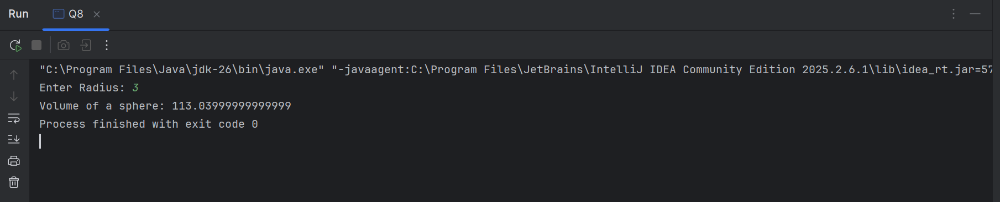 Run Q8
"C:\Program Files\Java\jdk-26\bin\java.exe" "-javaagent:C:\Program Files\JetBrains\IntelliJ IDEA Community Edition 2025.2.6.1\lib\idea_rt.jar=57
Enter Radius: 3
Volume of a sphere: 113.03999999999999
Process finished with exit code 0